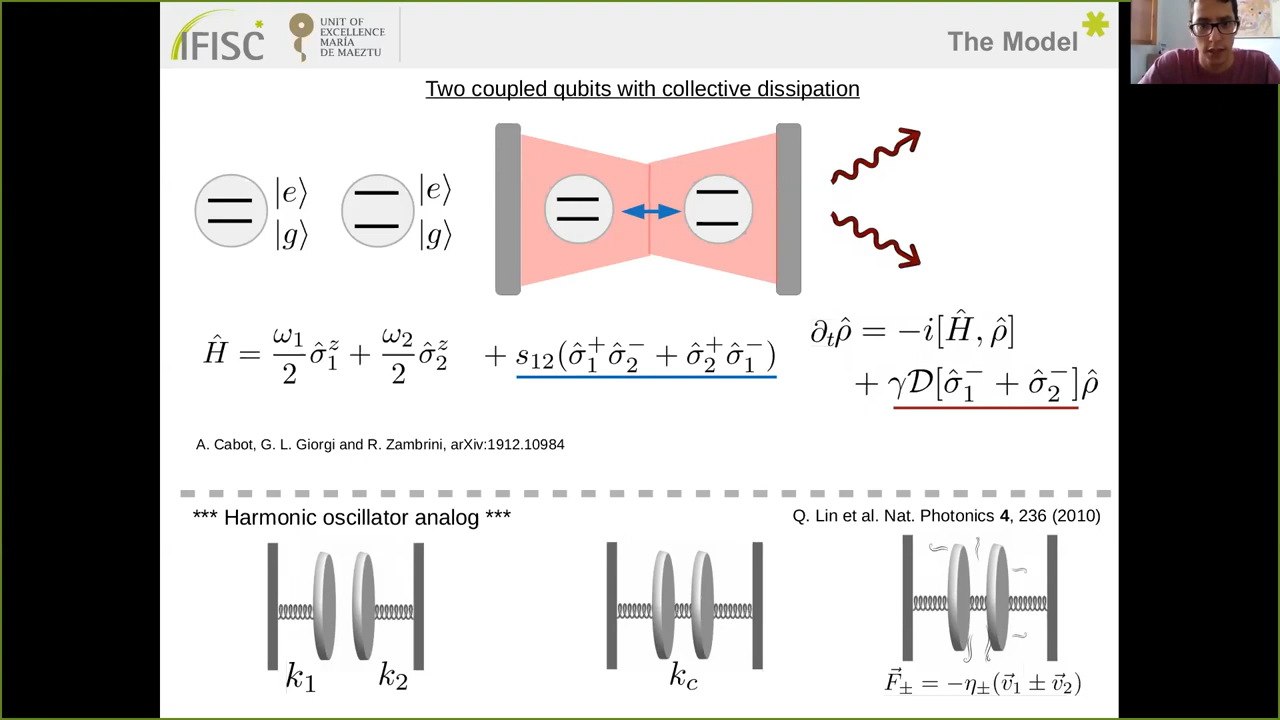 IFISC
UNIT OF
EXCELLENCE
MARÍA
DE MAEZTU
The Model
Two coupled qubits with collective dissipation
|e⟩
|g⟩
|e⟩
|g⟩
Ĥ = ω₁/2 σ̂₁ᶻ + ω₂/2 σ̂₂ᶻ + s₁₂(σ̂₁⁺σ̂₂⁻ + σ̂₂⁺σ̂₁⁻)
∂ₜρ̂ = −i[Ĥ, ρ̂]
+ γ𝒟[σ̂₁⁻ + σ̂₂⁻]ρ̂
A. Cabot, G. L. Giorgi and R. Zambrini, arXiv:1912.10984
*** Harmonic oscillator analog ***
Q. Lin et al. Nat. Photonics 4, 236 (2010)
k₁
k₂
k_c
F⃗± = −η±(v⃗₁ ± v⃗₂)